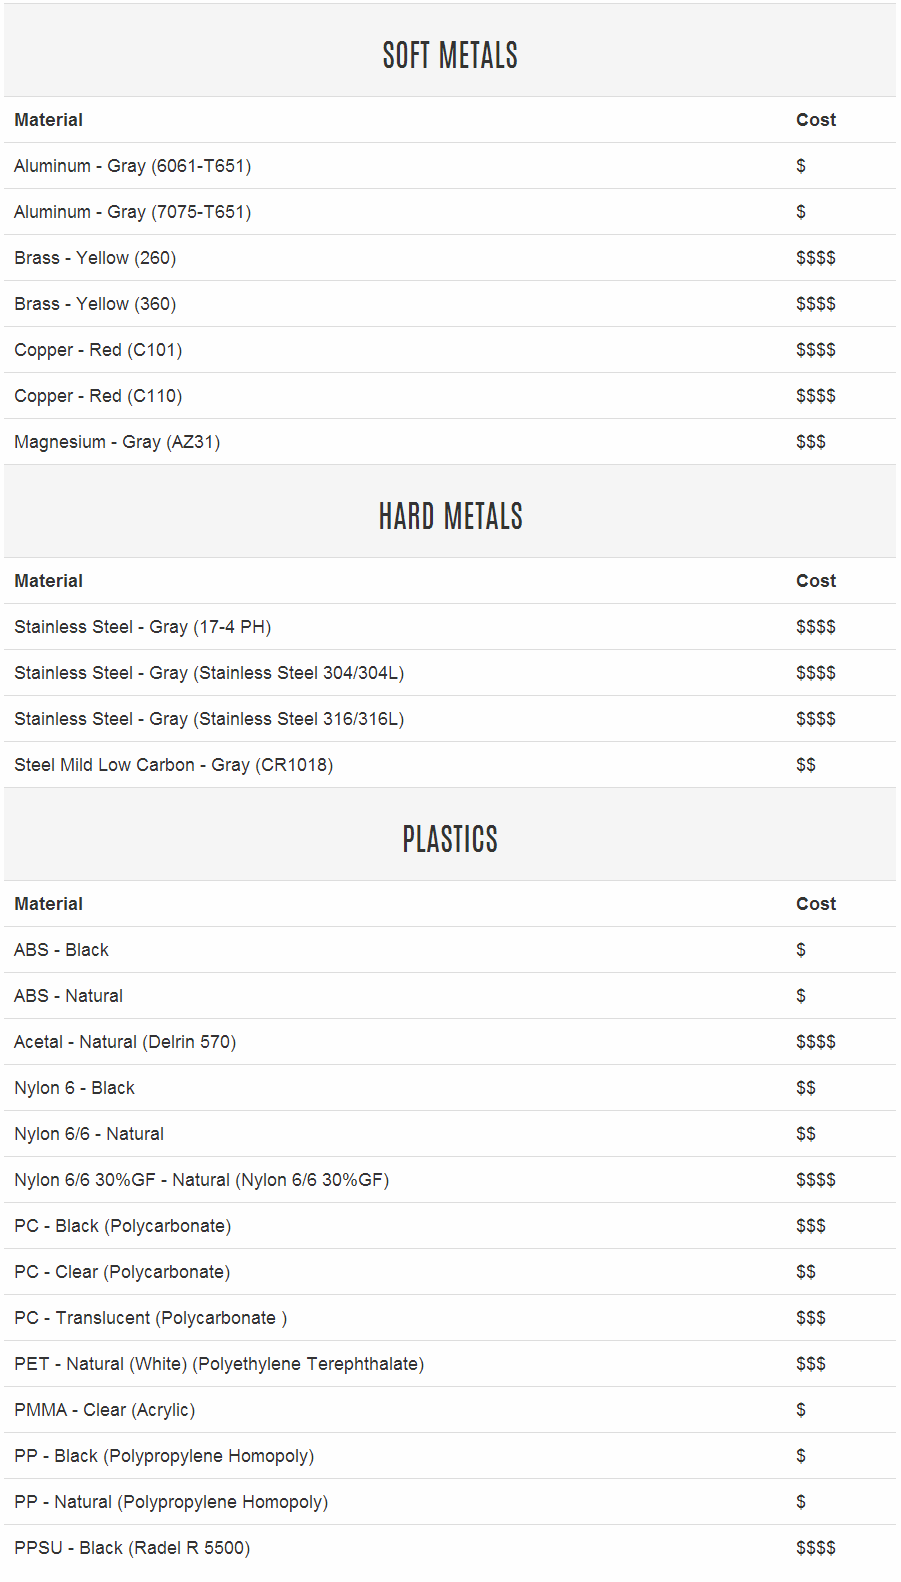 SOFT METALS
Material Cost
Aluminum - Gray (6061-T651) $
Aluminum - Gray (7075-T651) $
Brass - Yellow (260) $$$$
Brass - Yellow (360) $$$$
Copper - Red (C101) $$$$
Copper - Red (C110) $$$$
Magnesium - Gray (AZ31) $$$
HARD METALS
Material Cost
Stainless Steel - Gray (17-4 PH) $$$$
Stainless Steel - Gray (Stainless Steel 304/304L) $$$$
Stainless Steel - Gray (Stainless Steel 316/316L) $$$$
Steel Mild Low Carbon - Gray (CR1018) $$
PLASTICS
Material Cost
ABS - Black $
ABS - Natural $
Acetal - Natural (Delrin 570) $$$$
Nylon 6 - Black $$
Nylon 6/6 - Natural $$
Nylon 6/6 30%GF - Natural (Nylon 6/6 30%GF) $$$$
PC - Black (Polycarbonate) $$$
PC - Clear (Polycarbonate) $$
PC - Translucent (Polycarbonate ) $$$
PET - Natural (White) (Polyethylene Terephthalate) $$$
PMMA - Clear (Acrylic) $
PP - Black (Polypropylene Homopoly) $
PP - Natural (Polypropylene Homopoly) $
PPSU - Black (Radel R 5500) $$$$